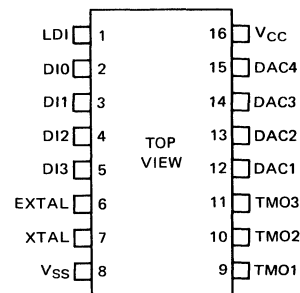 LDI 1 16 VCC
DI0 2 15 DAC4
DI1 3 14 DAC3
DI2 4 13 DAC2
TOP
VIEW
DI3 5 12 DAC1
EXTAL 6 11 TMO3
XTAL 7 10 TMO2
VSS 8 9 TMO1